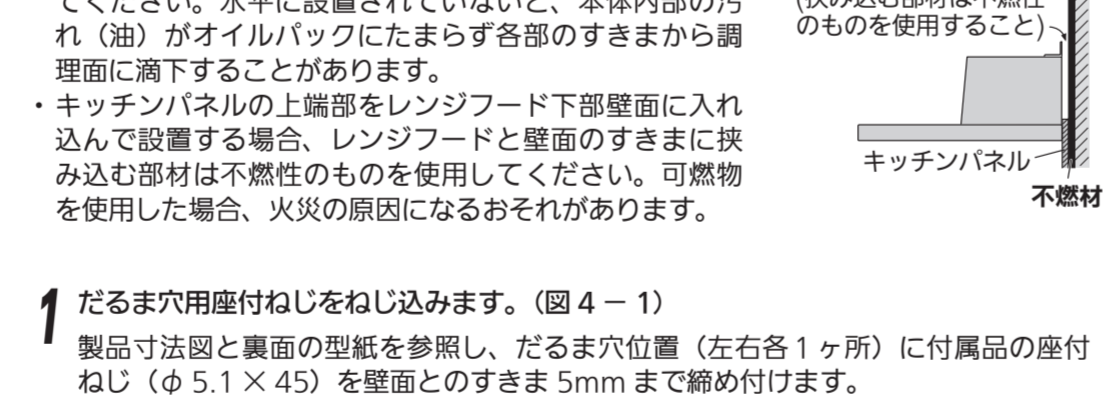 てください。水平に設置されていないと、本体内部の汚
れ（油）がオイルパックにたまらず各部のすきまから調
理面に滴下することがあります。
・キッチンパネルの上端部をレンジフード下部壁面に入れ
込んで設置する場合、レンジフードと壁面のすきまに挟
み込む部材は不燃性のものを使用してください。可燃物
を使用した場合、火災の原因になるおそれがあります。
(挟み込む部材は不燃性
のものを使用すること)
キッチンパネル
不燃材
1 だるま穴用座付ねじをねじ込みます。（図４－１）
製品寸法図と裏面の型紙を参照し、だるま穴位置（左右各１ヶ所）に付属品の座付
ねじ（φ 5.1 × 45）を壁面とのすきま 5mm まで締め付けます。